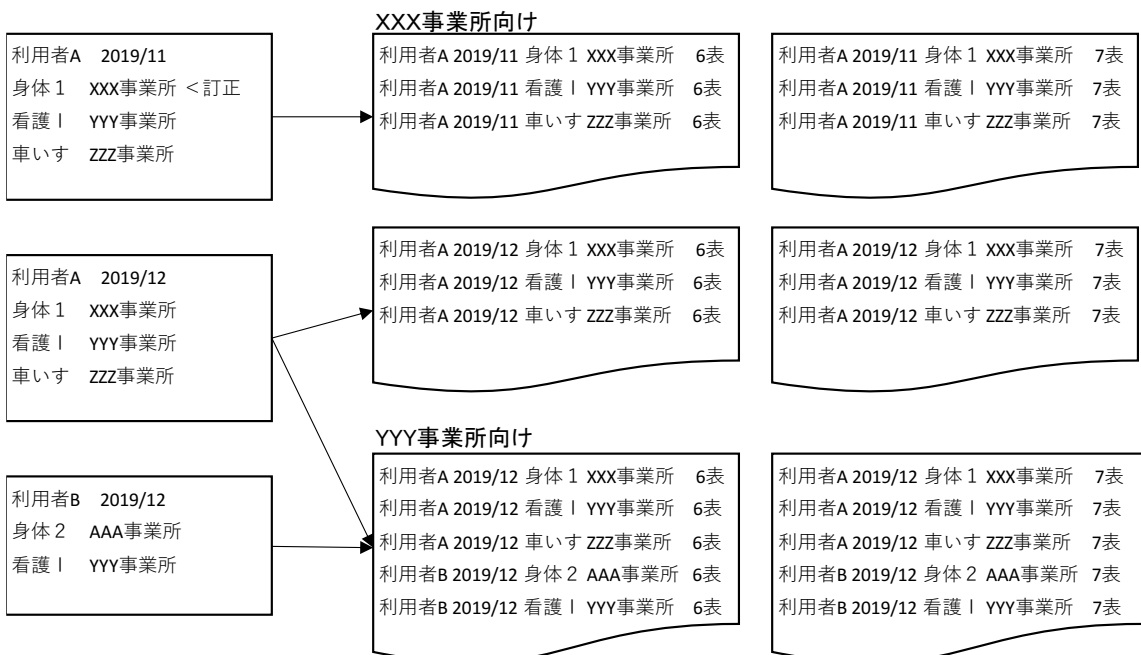 XXX事業所向け
利用者A 2019/11
身体1 XXX事業所 <訂正
看護Ⅰ YYY事業所
車いす ZZZ事業所
利用者A 2019/11 身体1 XXX事業所 6表
利用者A 2019/11 看護Ⅰ YYY事業所 6表
利用者A 2019/11 車いす ZZZ事業所 6表
利用者A 2019/11 身体1 XXX事業所 7表
利用者A 2019/11 看護Ⅰ YYY事業所 7表
利用者A 2019/11 車いす ZZZ事業所 7表
利用者A 2019/12
身体1 XXX事業所
看護Ⅰ YYY事業所
車いす ZZZ事業所
利用者A 2019/12 身体1 XXX事業所 6表
利用者A 2019/12 看護Ⅰ YYY事業所 6表
利用者A 2019/12 車いす ZZZ事業所 6表
利用者A 2019/12 身体1 XXX事業所 7表
利用者A 2019/12 看護Ⅰ YYY事業所 7表
利用者A 2019/12 車いす ZZZ事業所 7表
YYY事業所向け
利用者B 2019/12
身体2 AAA事業所
看護Ⅰ YYY事業所
利用者A 2019/12 身体1 XXX事業所 6表
利用者A 2019/12 看護Ⅰ YYY事業所 6表
利用者A 2019/12 車いす ZZZ事業所 6表
利用者B 2019/12 身体2 AAA事業所 6表
利用者B 2019/12 看護Ⅰ YYY事業所 6表
利用者A 2019/12 身体1 XXX事業所 7表
利用者A 2019/12 看護Ⅰ YYY事業所 7表
利用者A 2019/12 車いす ZZZ事業所 7表
利用者B 2019/12 身体2 AAA事業所 7表
利用者B 2019/12 看護Ⅰ YYY事業所 7表